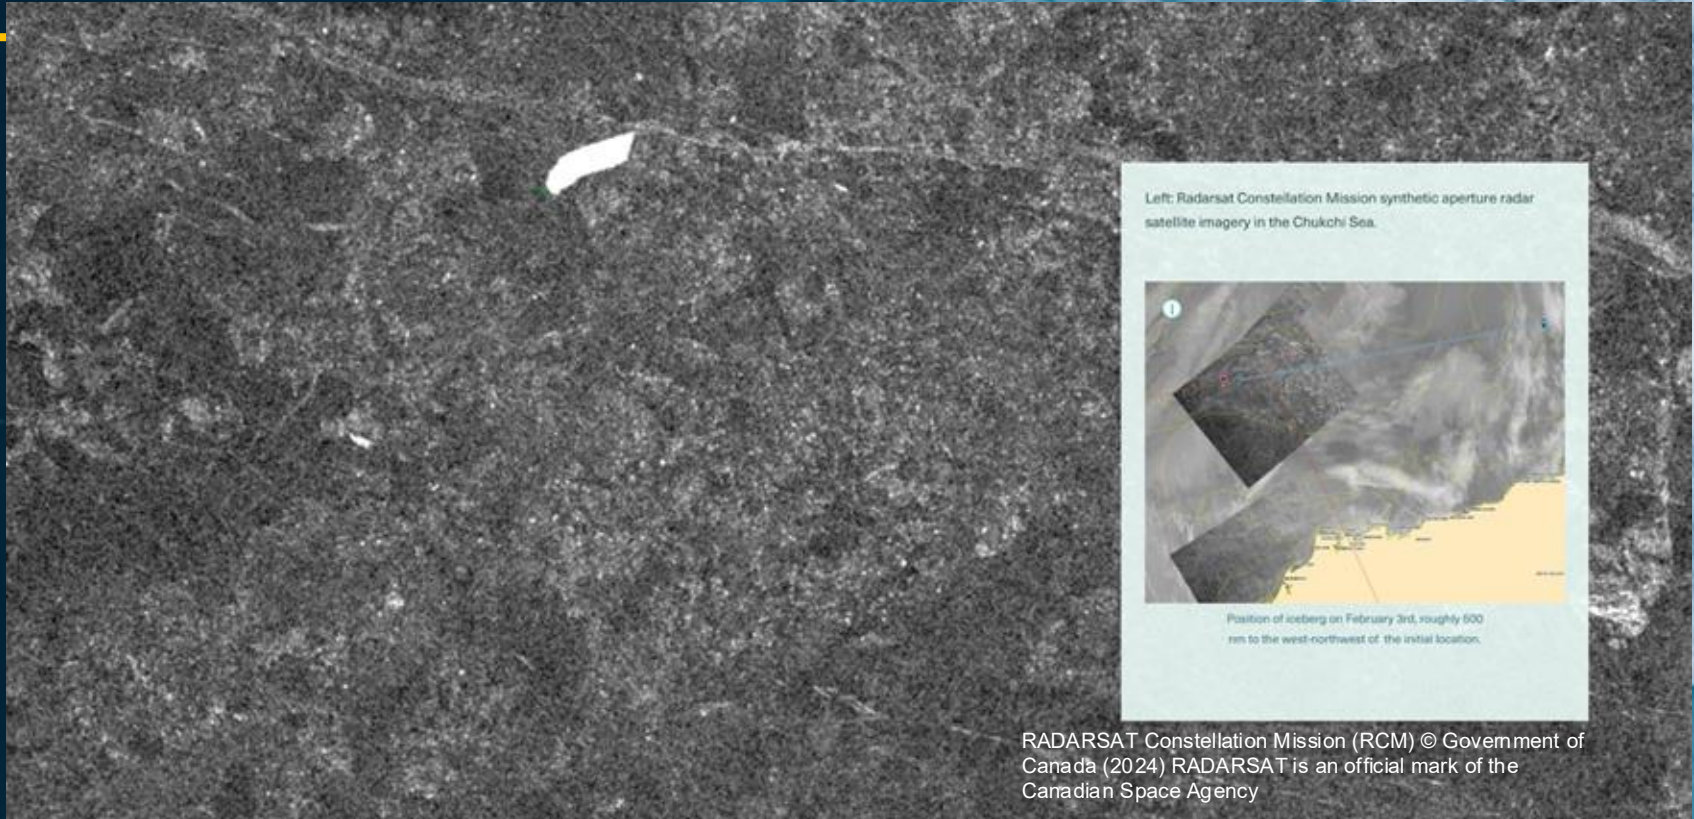 Left: Radarsat Constellation Mission synthetic aperture radar
satellite imagery in the Chukchi Sea.
Position of iceberg on February 3rd, roughly 500
nm to the west-northwest of the initial location.
RADARSAT Constellation Mission (RCM) © Government of
Canada (2024) RADARSAT is an official mark of the
Canadian Space Agency